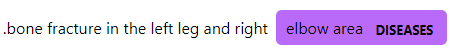 .bone fracture in the left leg and right elbow area DISEASES